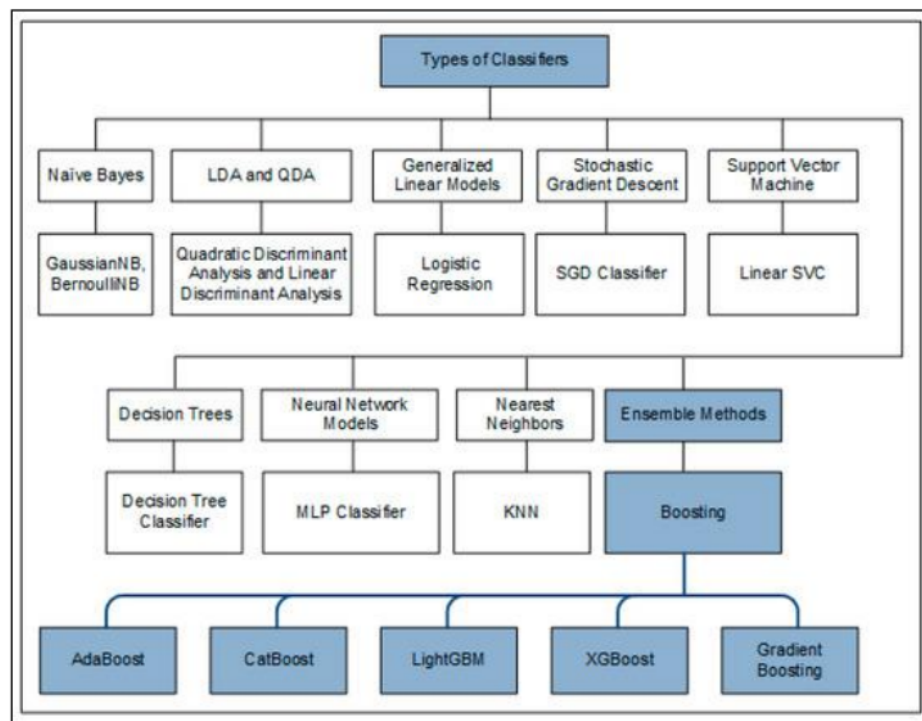 Types of Classifiers
Naïve Bayes
LDA and QDA
Generalized
Linear Models
Stochastic
Gradient Descent
Support Vector
Machine
GaussianNB,
BernoulliNB
Quadratic Discriminant
Analysis and Linear
Discriminant Analysis
Logistic
Regression
SGD Classifier
Linear SVC
Decision Trees
Neural Network
Models
Nearest
Neighbors
Ensemble Methods
Decision Tree
Classifier
MLP Classifier
KNN
Boosting
AdaBoost
CatBoost
LightGBM
XGBoost
Gradient
Boosting